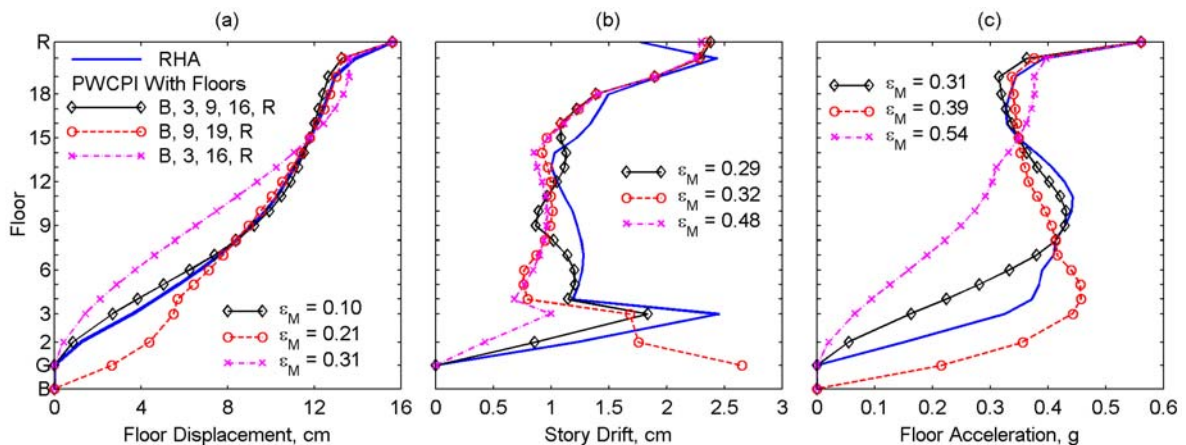 (a)
(b)
(c)
R
18
15
12
9
6
3
2
G
B
Floor
RHA
PWCPI With Floors
B, 3, 9, 16, R
B, 9, 19, R
B, 3, 16, R
εM = 0.10
εM = 0.21
εM = 0.31
0 4 8 12 16
Floor Displacement, cm
εM = 0.29
εM = 0.32
εM = 0.48
0 0.5 1 1.5 2 2.5 3
Story Drift, cm
εM = 0.31
εM = 0.39
εM = 0.54
0 0.1 0.2 0.3 0.4 0.5 0.6
Floor Acceleration, g